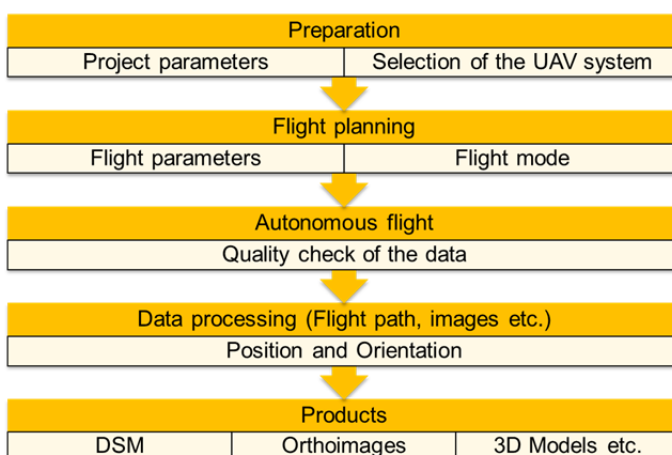 Preparation
Project parameters
Selection of the UAV system
Flight planning
Flight parameters
Flight mode
Autonomous flight
Quality check of the data
Data processing (Flight path, images etc.)
Position and Orientation
Products
DSM
Orthoimages
3D Models etc.